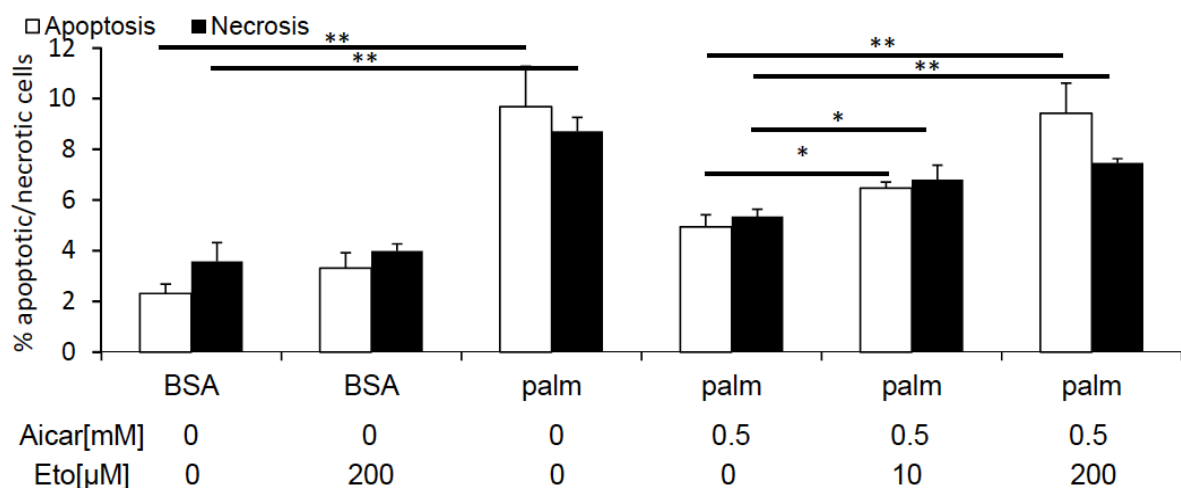 Apoptosis Necrosis
% apoptotic/necrotic cells
12
10
8
6
4
2
0
** ** ** ** * *
BSA BSA palm palm palm palm
Aicar[mM] 0 0 0 0.5 0.5 0.5
Eto[µM] 0 200 0 0 10 200